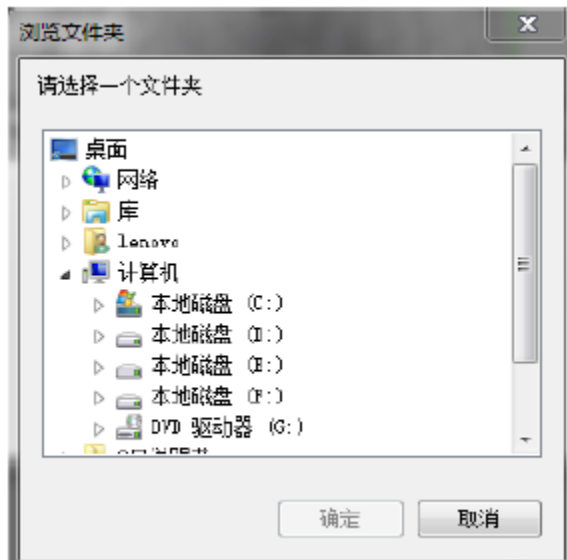 浏览文件夹
请选择一个文件夹
桌面
网络
库
lenovo
计算机
本地磁盘 (C:)
本地磁盘 (D:)
本地磁盘 (E:)
本地磁盘 (F:)
DVD 驱动器 (G:)
确定
取消